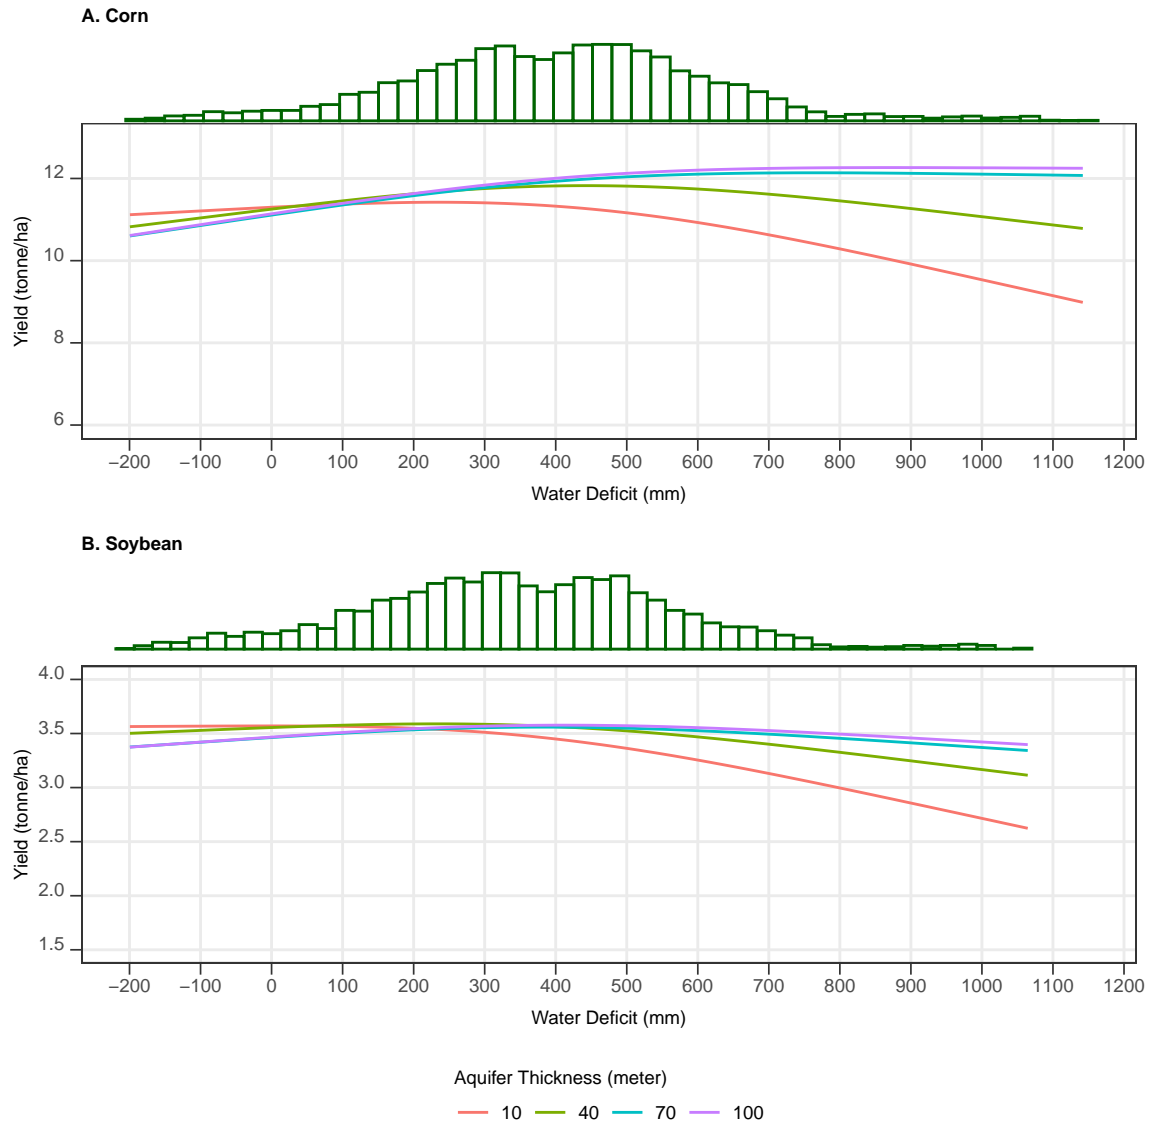 A. Corn
12
10
8
6
Yield (tonne/ha)
−200 −100 0 100 200 300 400 500 600 700 800 900 1000 1100 1200
Water Deficit (mm)
B. Soybean
4.0
3.5
3.0
2.5
2.0
1.5
Yield (tonne/ha)
−200 −100 0 100 200 300 400 500 600 700 800 900 1000 1100 1200
Water Deficit (mm)
Aquifer Thickness (meter)
10 40 70 100